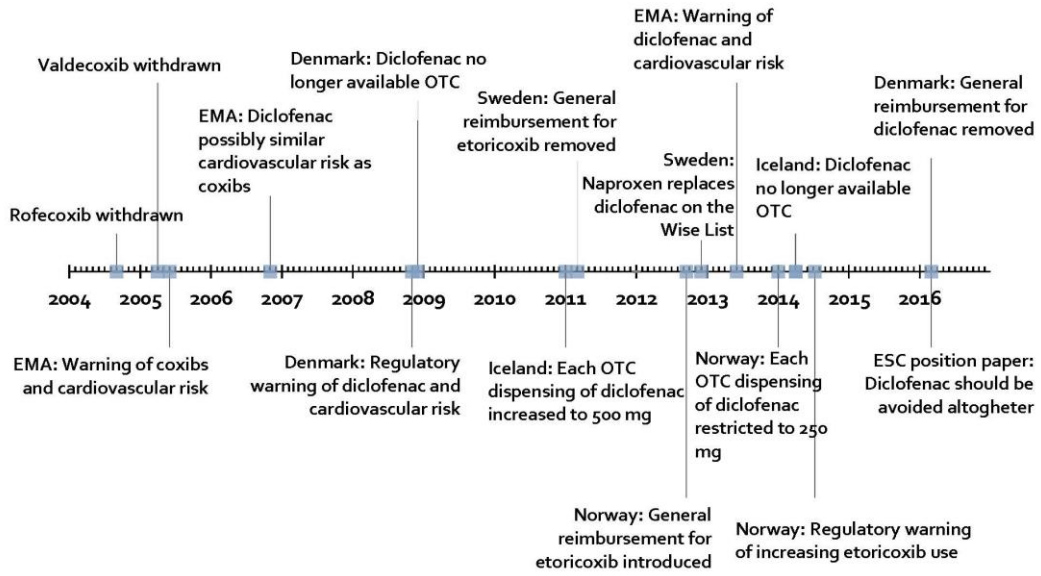 EMA: Warning of
diclofenac and
cardiovascular risk
Denmark: Diclofenac no
longer available OTC
Valdecoxib withdrawn
Denmark: General
reimbursement for
diclofenac removed
Sweden: General
reimbursement for
etoricoxib removed
EMA: Diclofenac
possibly similar
cardiovascular risk as
coxibs
Sweden:
Naproxen replaces
diclofenac on the
Wise List
Iceland: Diclofenac
no longer available
OTC
Rofecoxib withdrawn
2004 2005 2006 2007 2008 2009 2010 2011 2012 2013 2014 2015 2016
EMA: Warning of coxibs
and cardiovascular risk
Denmark: Regulatory
warning of diclofenac and
cardiovascular risk
Iceland: Each OTC
dispensing of diclofenac
increased to 500 mg
Norway: Each
OTC dispensing
of diclofenac
restricted to 250
mg
ESC position paper:
Diclofenac should be
avoided altogheter
Norway: General
reimbursement for
etoricoxib introduced
Norway: Regulatory warning
of increasing etoricoxib use